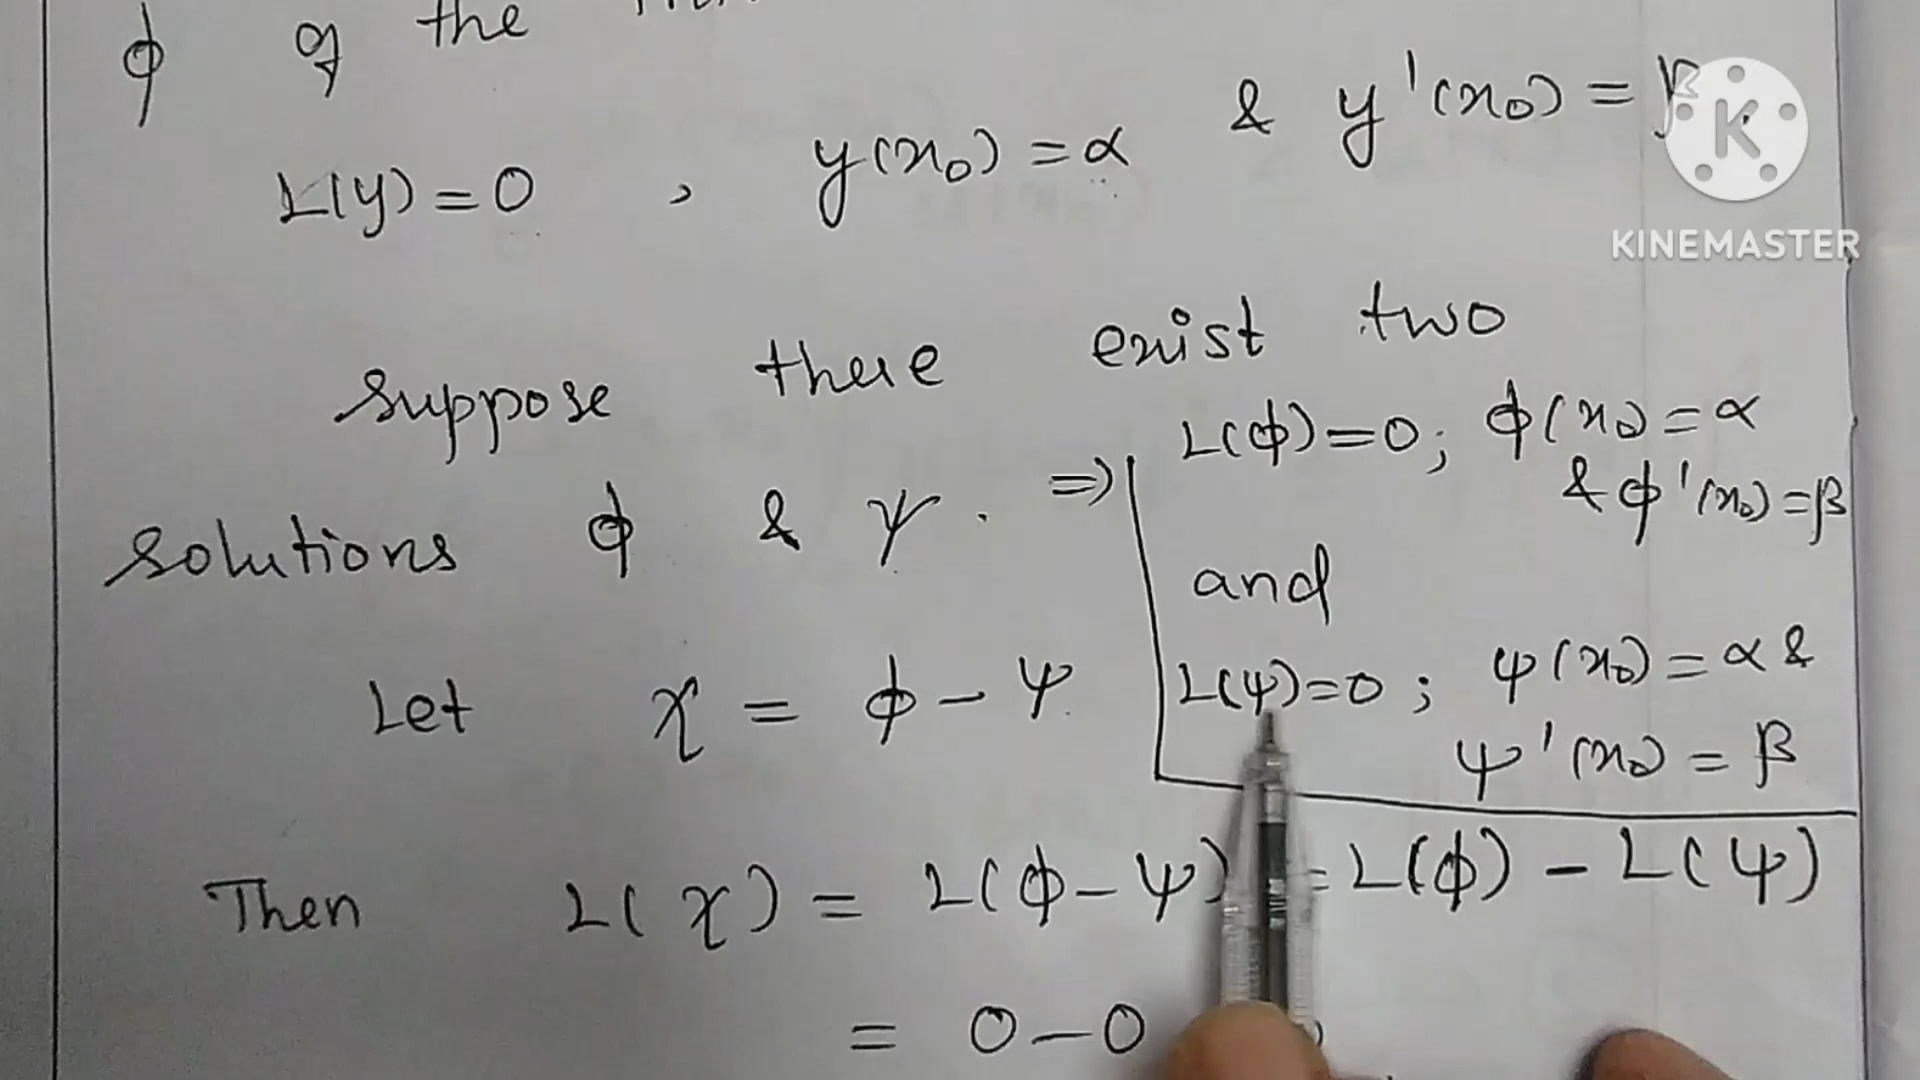 ϕ of the
L(y) = 0 , y(x₀) = α & y'(x₀) = β
K
KINEMASTER
Suppose there exist two
solutions ϕ & ψ. ⇒
L(ϕ) = 0; ϕ(x₀) = α
& ϕ'(x₀) = β
and
L(ψ) = 0; ψ(x₀) = α &
ψ'(x₀) = β
Let χ = ϕ − ψ
Then L(χ) = L(ϕ − ψ) = L(ϕ) − L(ψ)
= 0 − 0